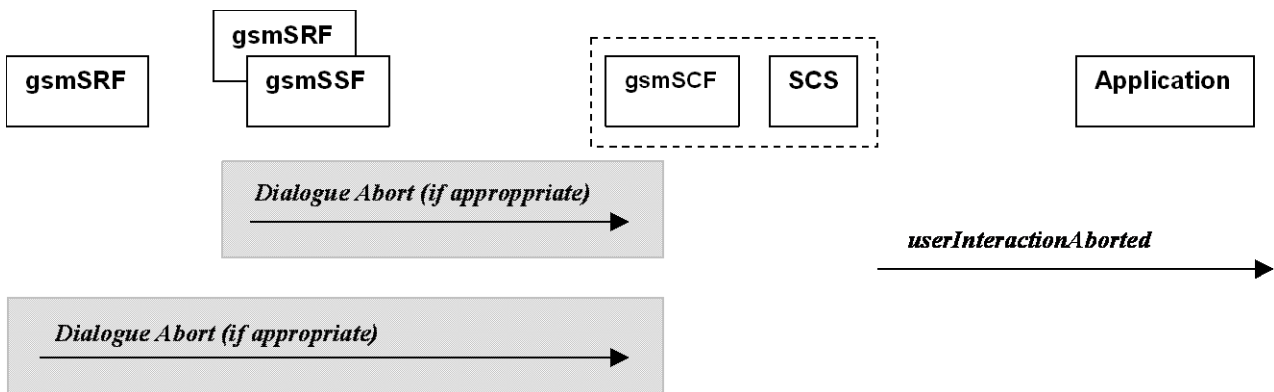 gsmSRF
gsmSRF
gsmSSF
gsmSCF
SCS
Application
Dialogue Abort (if approppriate)
userInteractionAborted
Dialogue Abort (if appropriate)